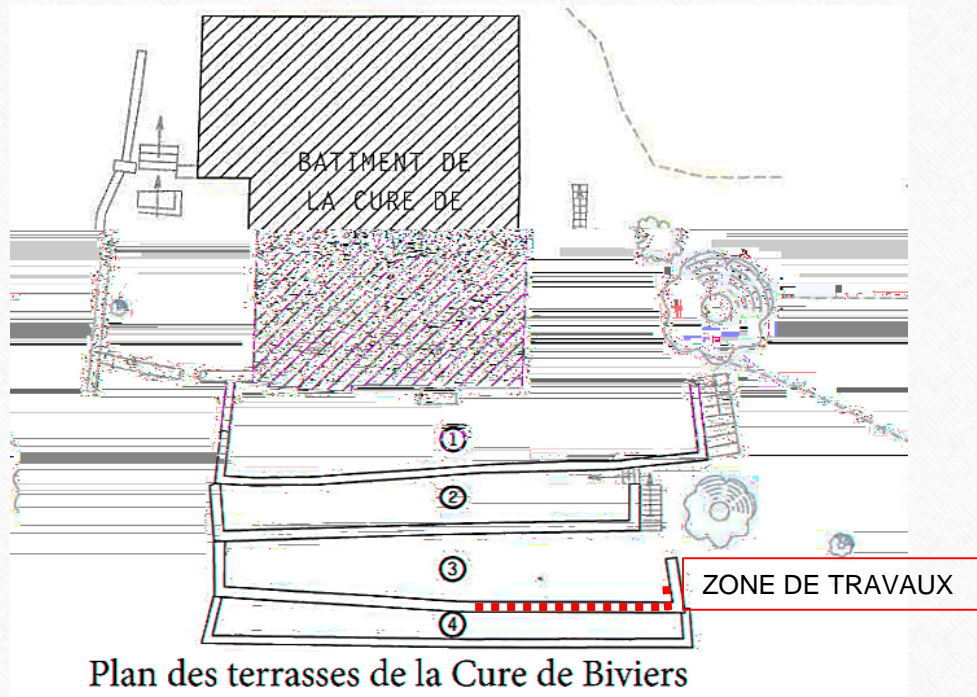 BATIMENT DE
LA CURE DE
1
2
3
ZONE DE TRAVAUX
4
Plan des terrasses de la Cure de Biviers